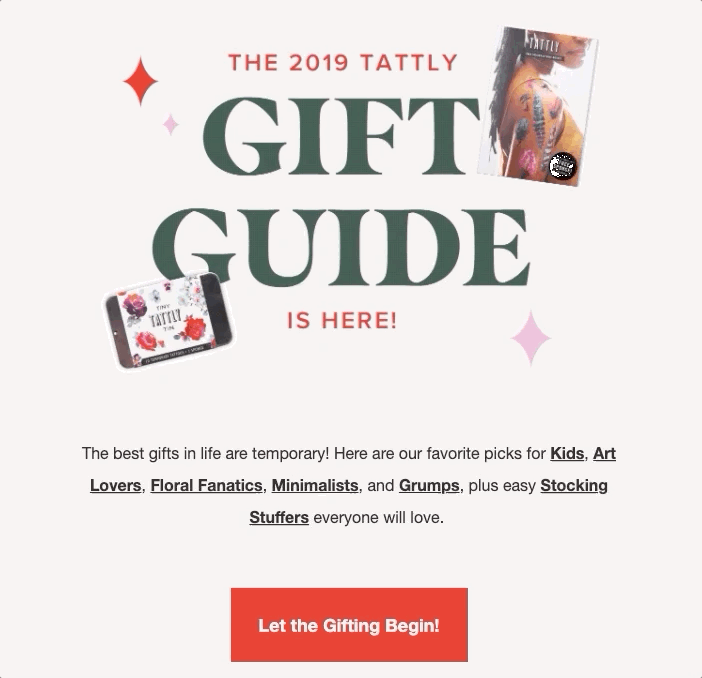 THE 2019 TATTLY
GIFT
TATTLY
GUIDE
TINY
TATTLY
TIN
IS HERE!
The best gifts in life are temporary! Here are our favorite picks for Kids, Art
Lovers, Floral Fanatics, Minimalists, and Grumps, plus easy Stocking
Stuffers everyone will love.
Let the Gifting Begin!